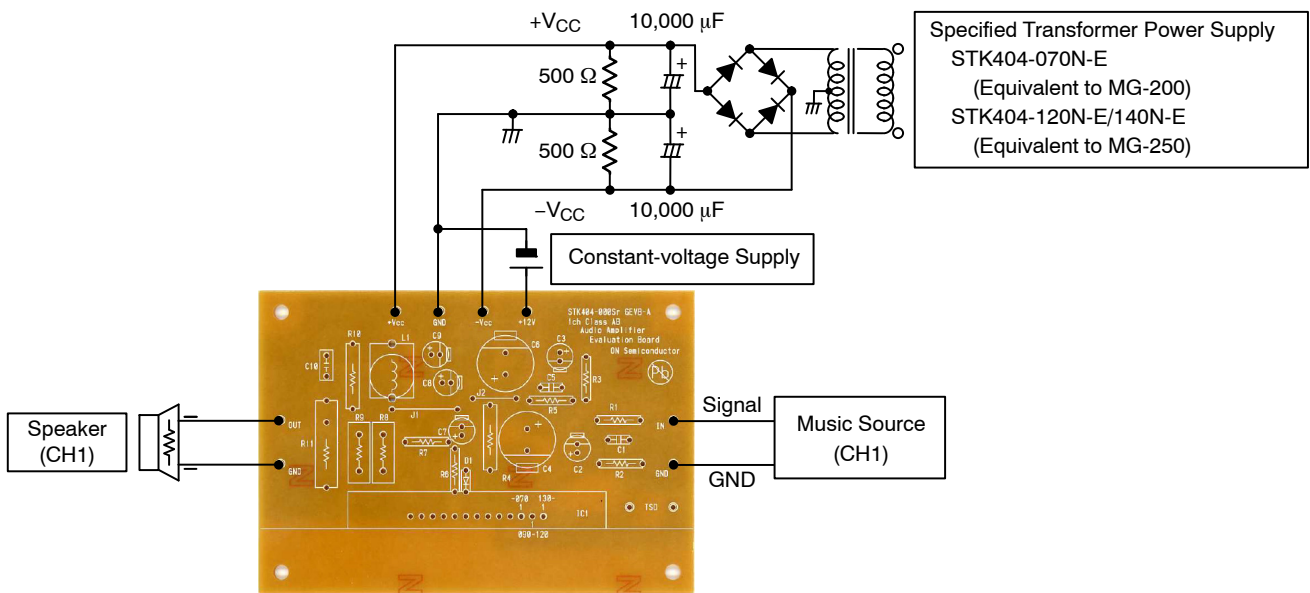 +VCC
10,000 µF
500 Ω
+
500 Ω
+
−VCC
10,000 µF
Specified Transformer Power Supply
STK404-070N-E
(Equivalent to MG-200)
STK404-120N-E/140N-E
(Equivalent to MG-250)
Constant-voltage Supply
+Vcc
GND
-Vcc
+12V
STK404-000Sr GEVB-A
1ch Class AB
Audio Amplifier
Evaluation Board
ON Semiconductor
Pb
R10
L1
C9
C6
C3
C10
C8
C5
R3
J1
J2
R5
R1
OUT
R11
R9
R8
C7
R7
IN
C1
GND
R6
D1
R4
C4
C2
R2
GND
-070
130-
IC1
TSD
080-120
Speaker
(CH1)
Signal
GND
Music Source
(CH1)